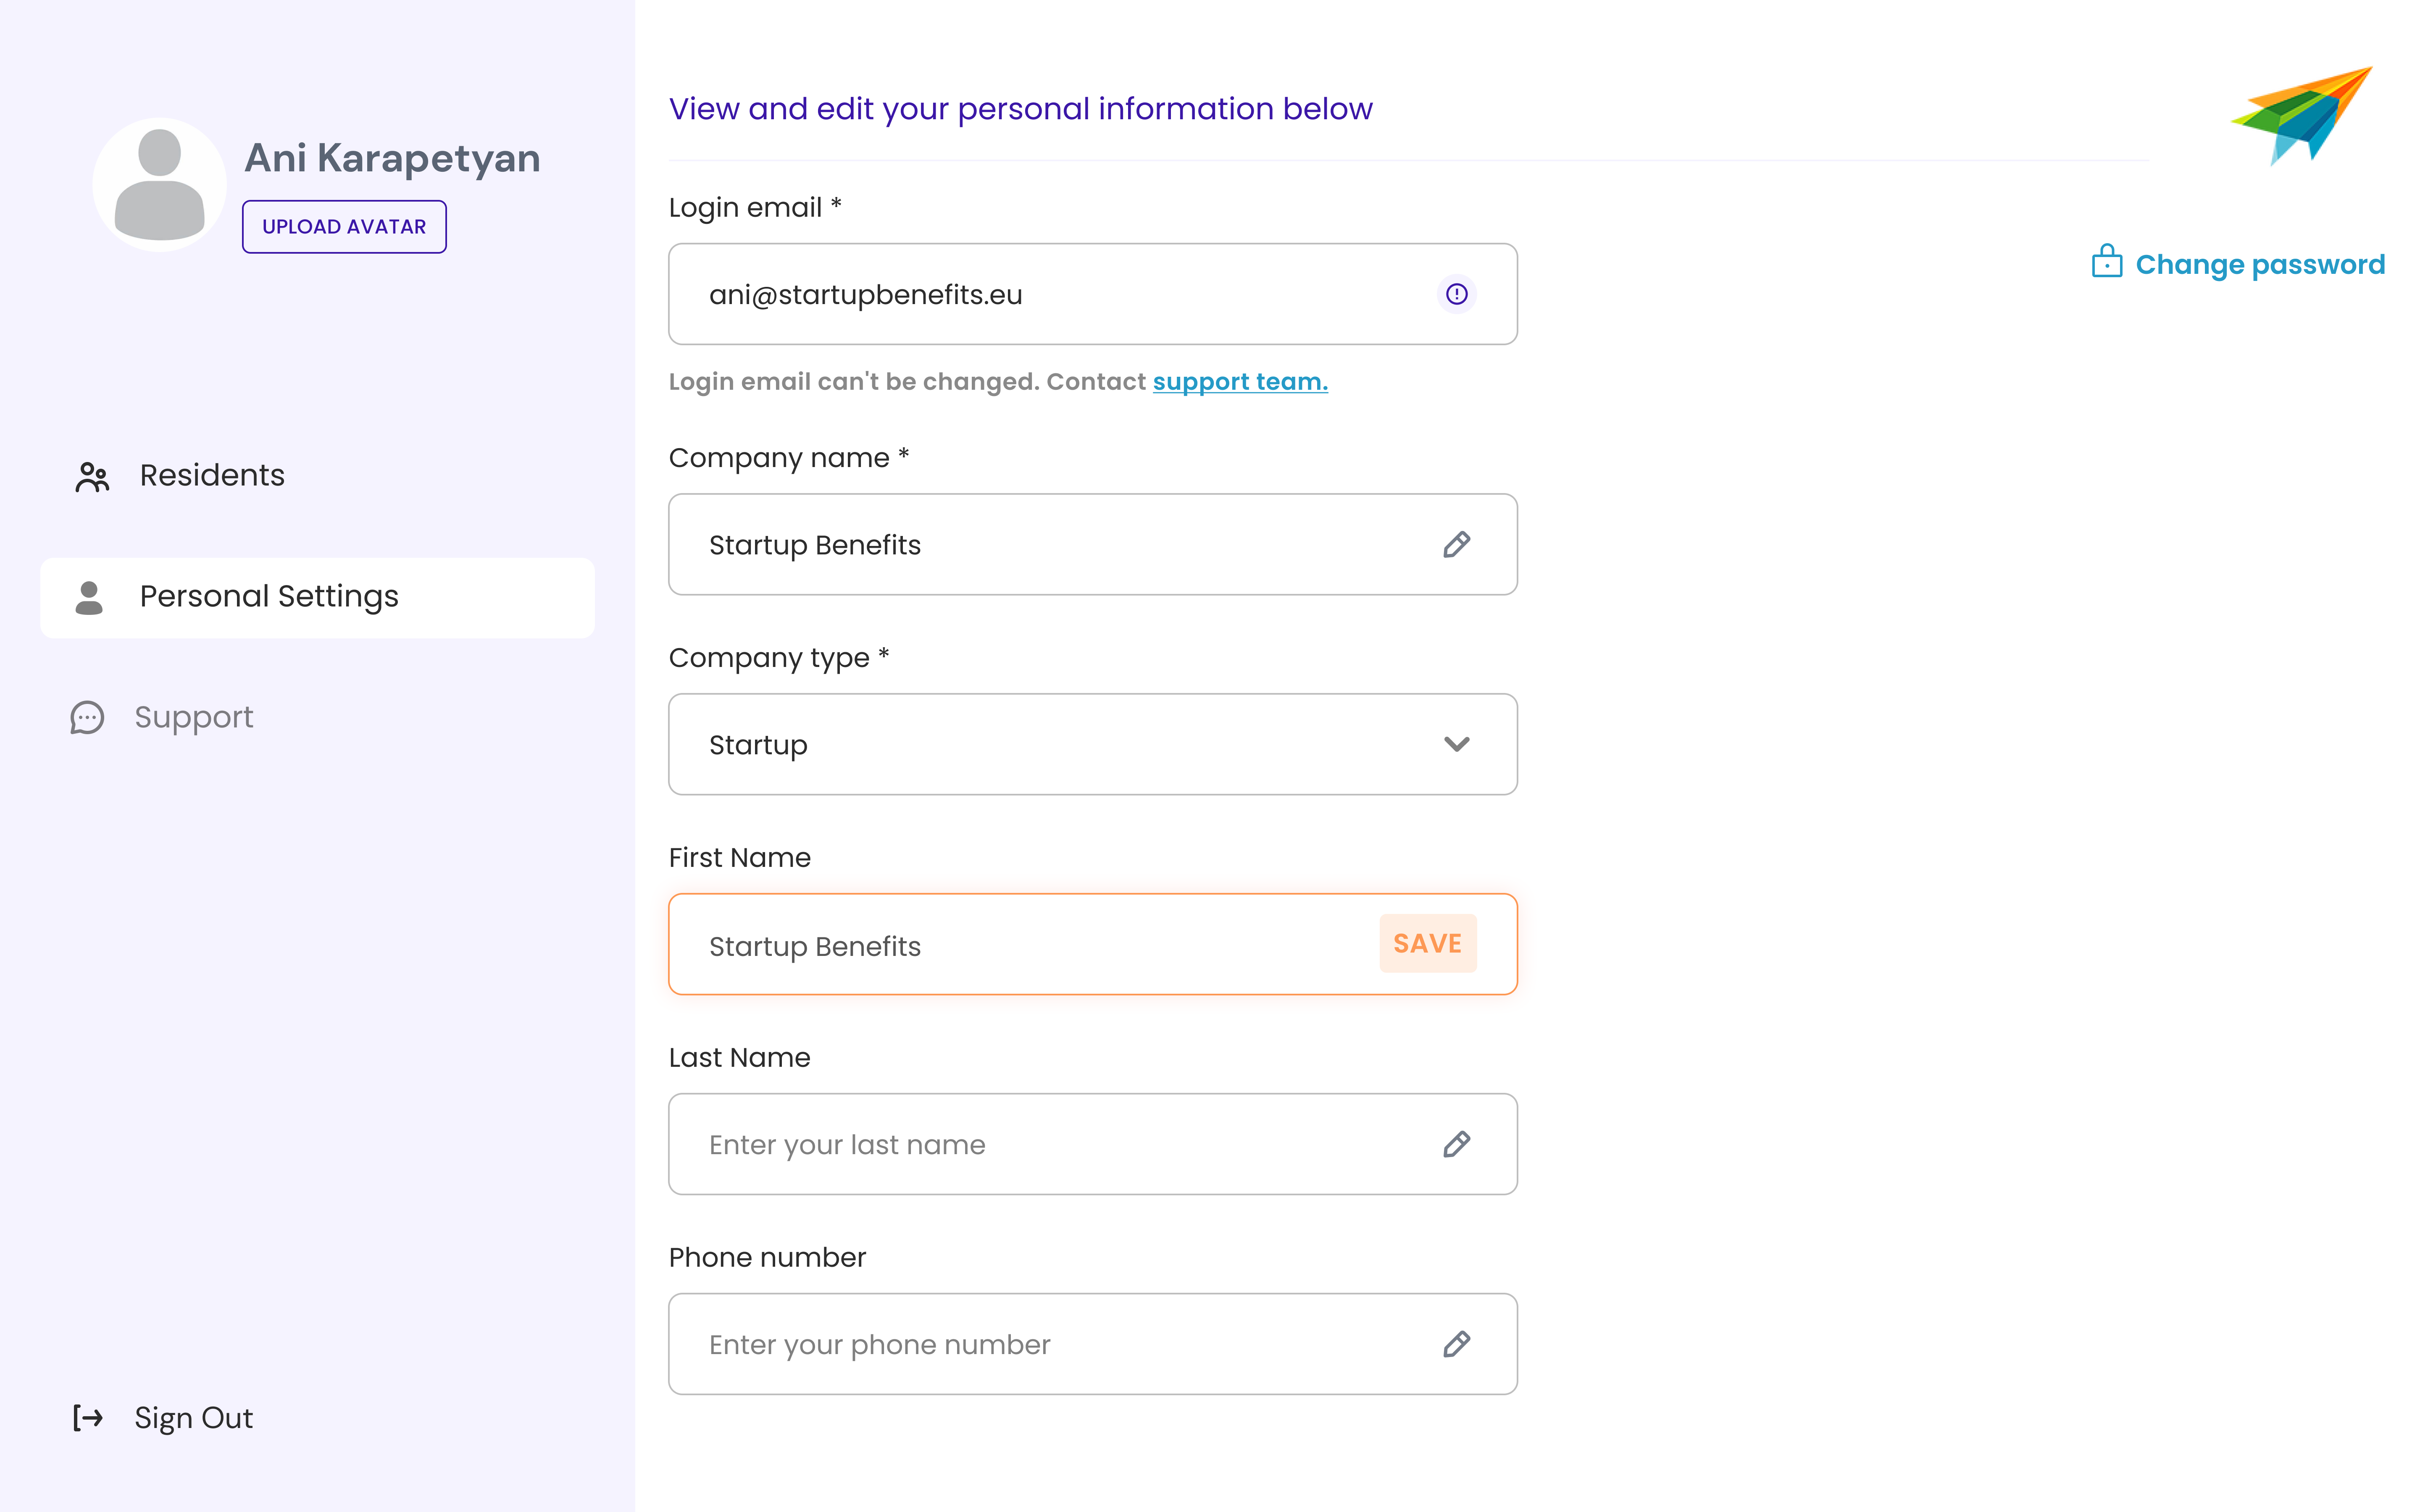 Ani Karapetyan
UPLOAD AVATAR
Residents
Personal Settings
Support
Sign Out
View and edit your personal information below
Change password
Login email *
ani@startupbenefits.eu
Login email can't be changed. Contact support team.
Company name *
Startup Benefits
Company type *
Startup
First Name
Startup Benefits
SAVE
Last Name
Enter your last name
Phone number
Enter your phone number